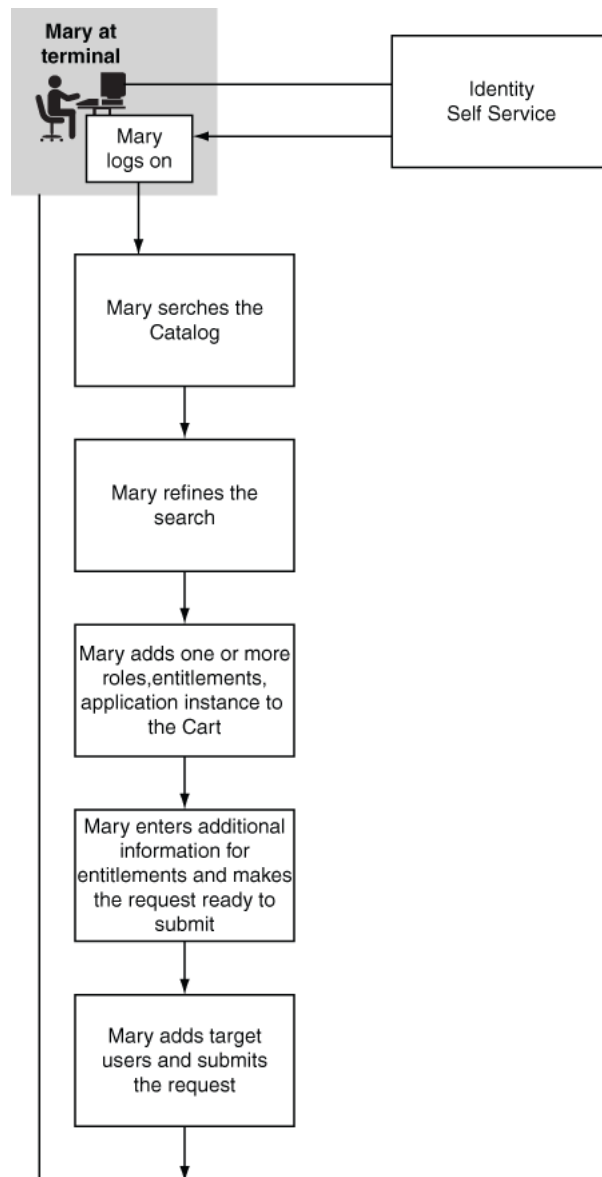 Mary at
terminal
Identity
Self Service
Mary
logs on
Mary serches the
Catalog
Mary refines the
search
Mary adds one or more
roles,entitlements,
application instance to
the Cart
Mary enters additional
information for
entitlements and makes
the request ready to
submit
Mary adds target
users and submits
the request